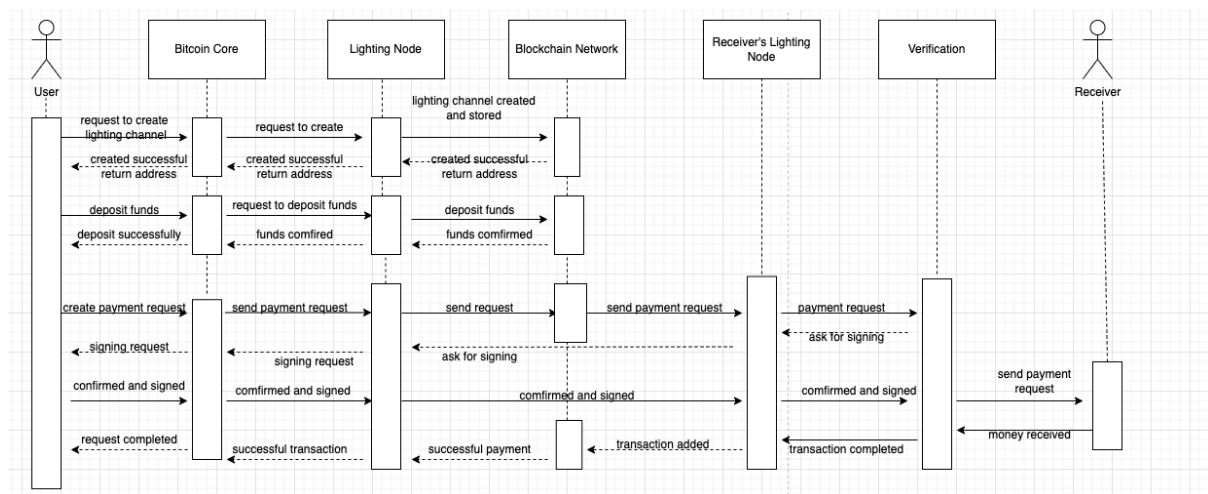 User
Bitcoin Core
Lighting Node
Blockchain Network
Receiver's Lighting
Node
Verification
Receiver
request to create
lighting channel
request to create
lighting channel created
and stored
created successful
return address
created successful
return address
created successful
return address
deposit funds
request to deposit funds
deposit funds
deposit successfully
funds comfired
funds comfirmed
create payment request
send payment request
send request
send payment request
payment request
ask for signing
signing request
signing request
ask for signing
send payment
request
confirmed and signed
comfirmed and signed
comfirmed and signed
comfirmed and signed
money received
request completed
successful transaction
successful payment
transaction added
transaction completed